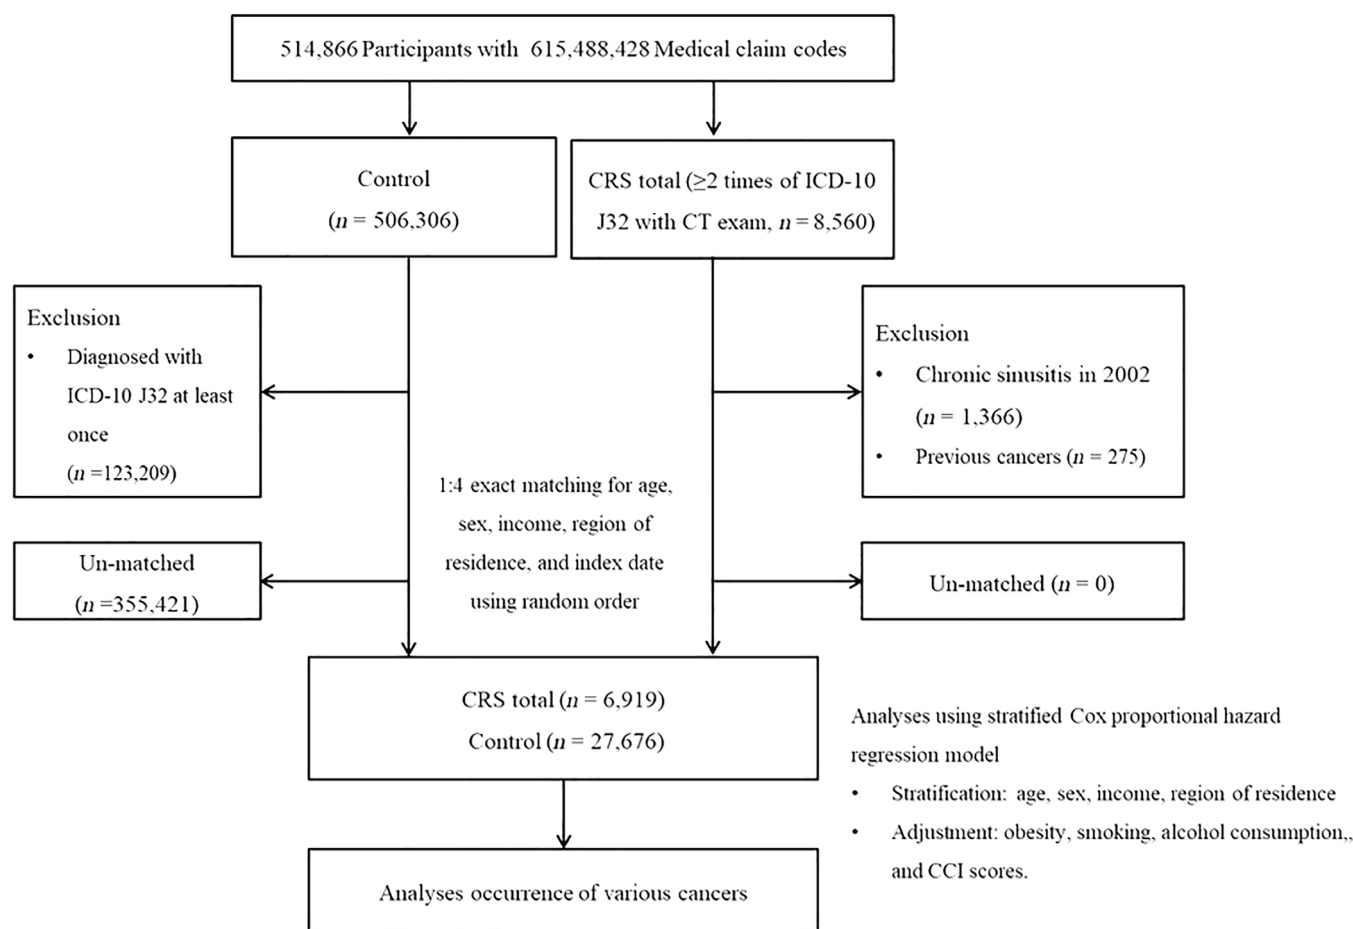 514,866 Participants with 615,488,428 Medical claim codes
Control
(n = 506,306)
CRS total (≥2 times of ICD-10
J32 with CT exam, n = 8,560)
Exclusion
• Diagnosed with
ICD-10 J32 at least
once
(n =123,209)
Exclusion
• Chronic sinusitis in 2002
(n = 1,366)
• Previous cancers (n = 275)
1:4 exact matching for age,
sex, income, region of
residence, and index date
using random order
Un-matched
(n =355,421)
Un-matched (n = 0)
CRS total (n = 6,919)
Control (n = 27,676)
Analyses using stratified Cox proportional hazard
regression model
• Stratification: age, sex, income, region of residence
• Adjustment: obesity, smoking, alcohol consumption,,
and CCI scores.
Analyses occurrence of various cancers